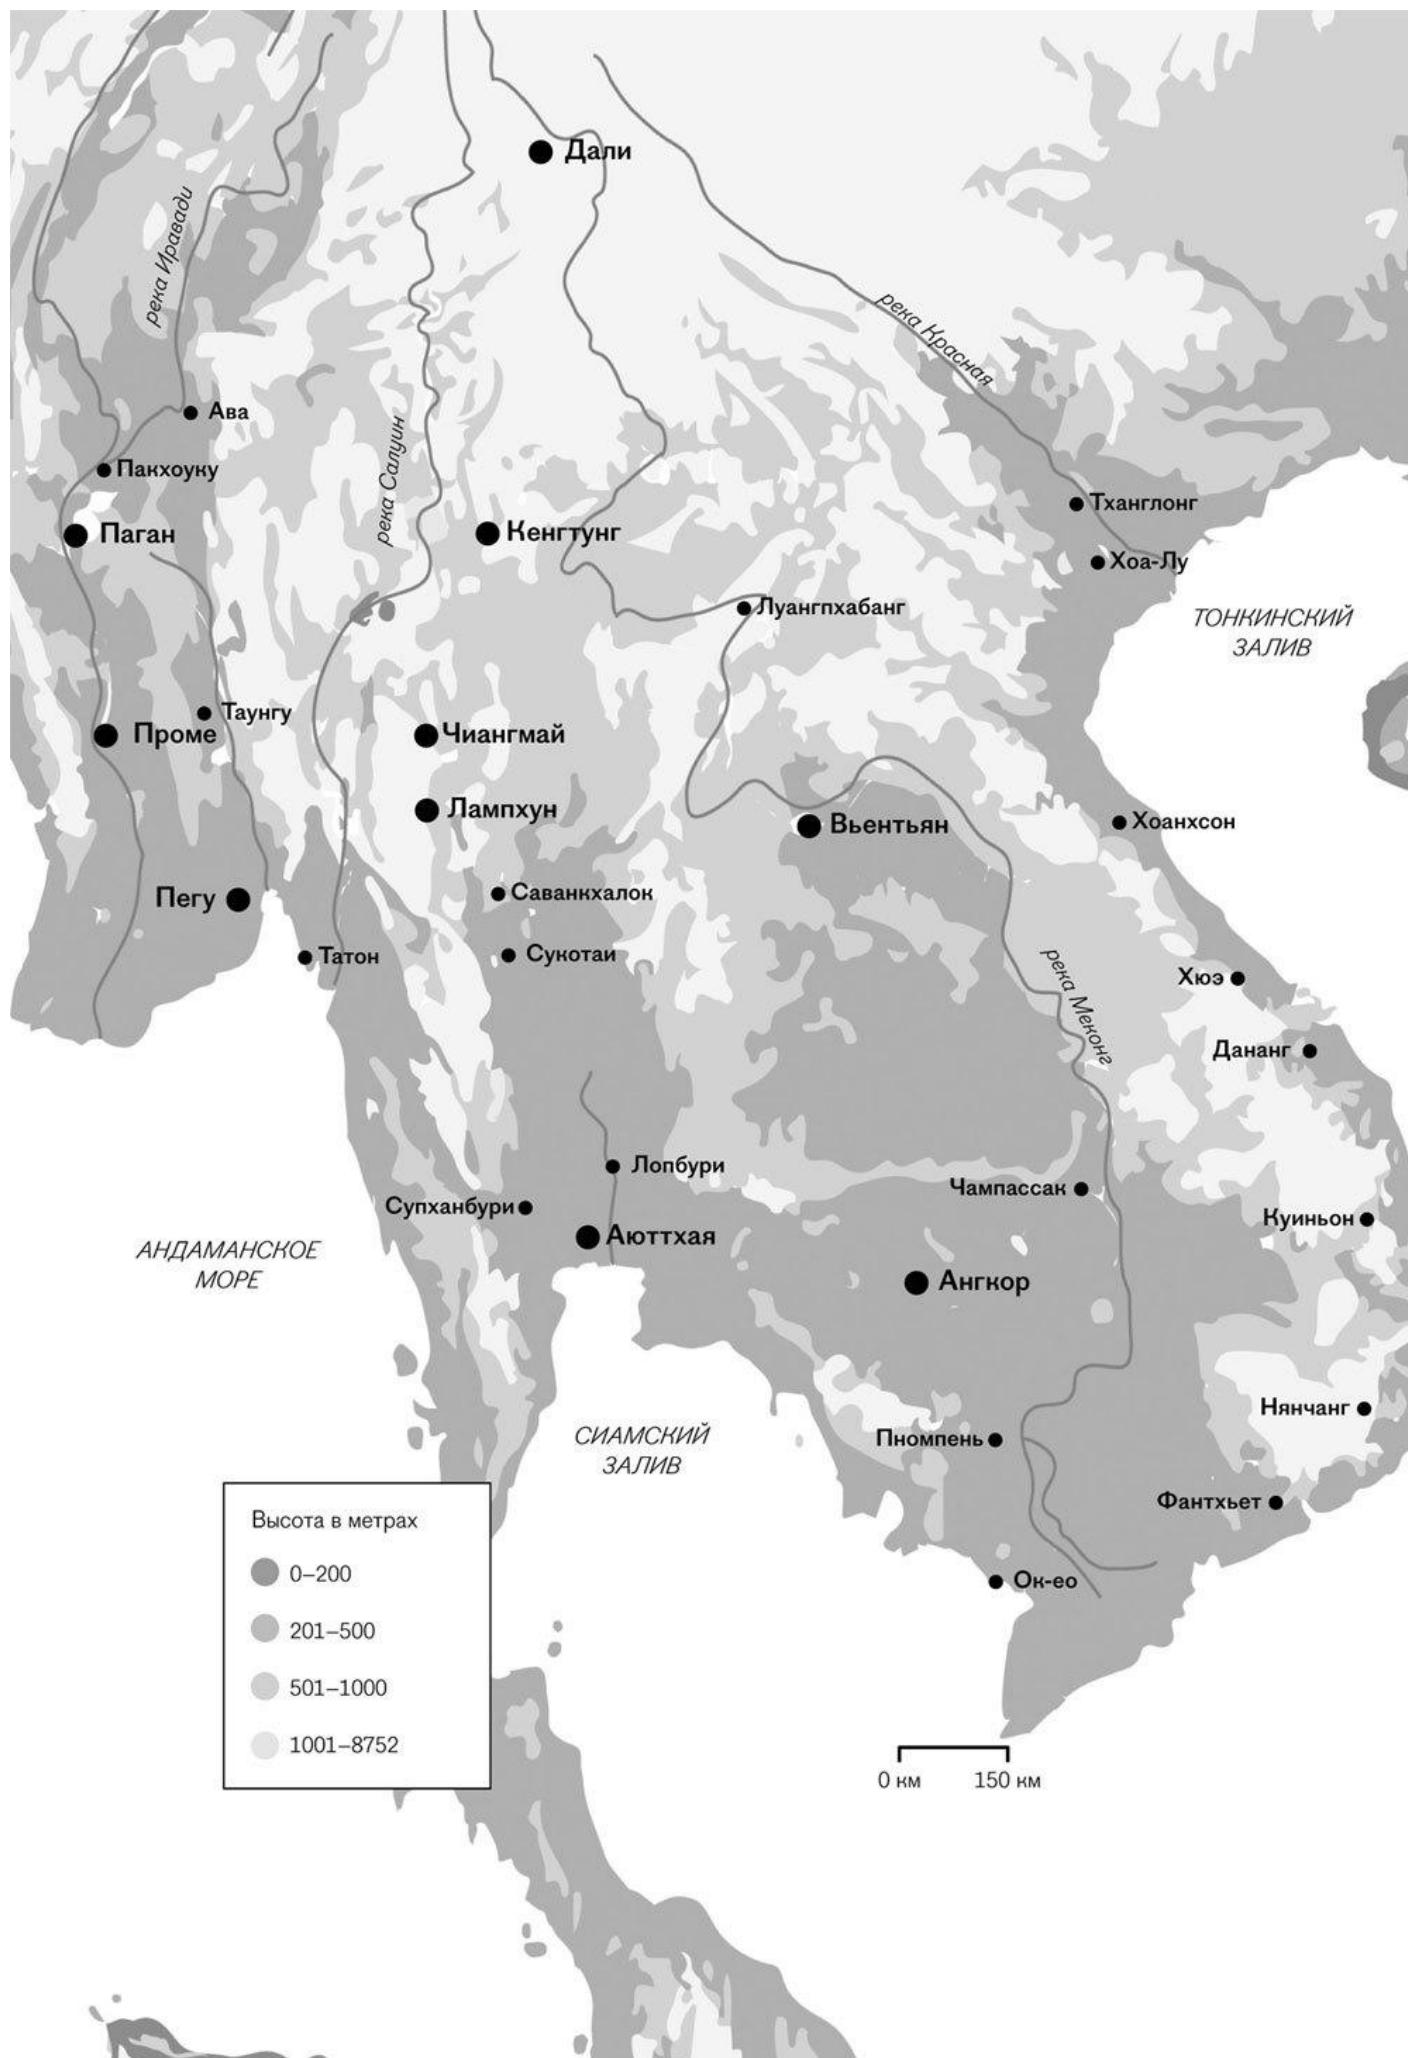 Дали
река Иравади
река Красная
Ава
река Салуин
Пакхоуку
Тханглонг
Паган
Кенгтунг
Хоа-Лу
Луангпхабанг
ТОНКИНСКИЙ
ЗАЛИВ
Таунгу
Проме
Чиангмай
Лампхун
Вьентьян
Хоанхсон
Пегу
Саванкхалок
Татон
Сукотаи
река Меконг
Хюэ
Дананг
Лопбури
Чампассак
Супханбури
Куиньон
Аюттхая
АНДАМАНСКОЕ
МОРЕ
Ангкор
Нянчанг
СИАМСКИЙ
ЗАЛИВ
Пномпень
Фантхьет
Высота в метрах
0–200
201–500
501–1000
1001–8752
Ок-ео
0 км 150 км